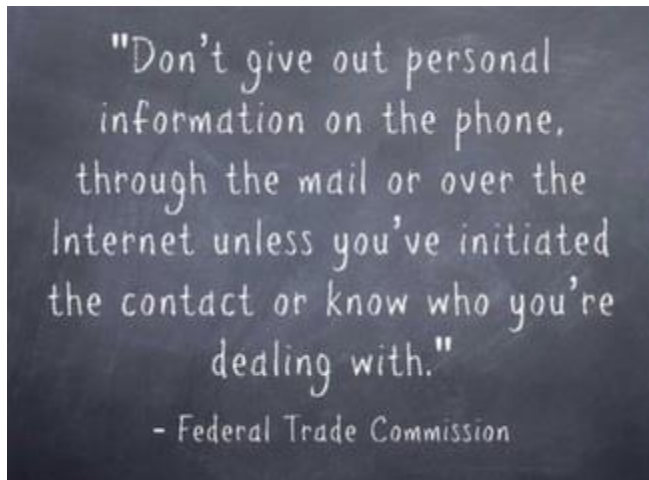 "Don't give out personal
information on the phone,
through the mail or over the
Internet unless you've initiated
the contact or know who you're
dealing with."
- Federal Trade Commission